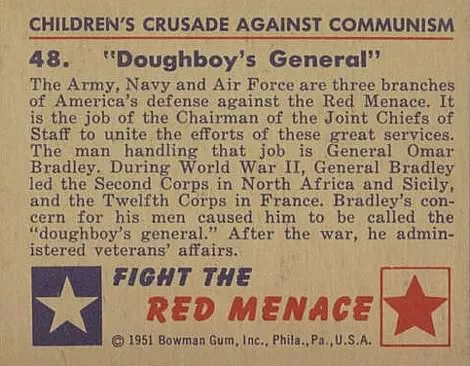 CHILDREN'S CRUSADE AGAINST COMMUNISM
48. "Doughboy's General"
The Army, Navy and Air Force are three branches
of America's defense against the Red Menace. It
is the job of the Chairman of the Joint Chiefs of
Staff to unite the efforts of these great services.
The man handling that job is General Omar
Bradley. During World War II, General Bradley
led the Second Corps in North Africa and Sicily,
and the Twelfth Corps in France. Bradley's con-
cern for his men caused him to be called the
"doughboy's general." After the war, he admin-
istered veterans' affairs.
FIGHT THE
RED MENACE
© 1951 Bowman Gum, Inc., Phila., Pa., U.S.A.